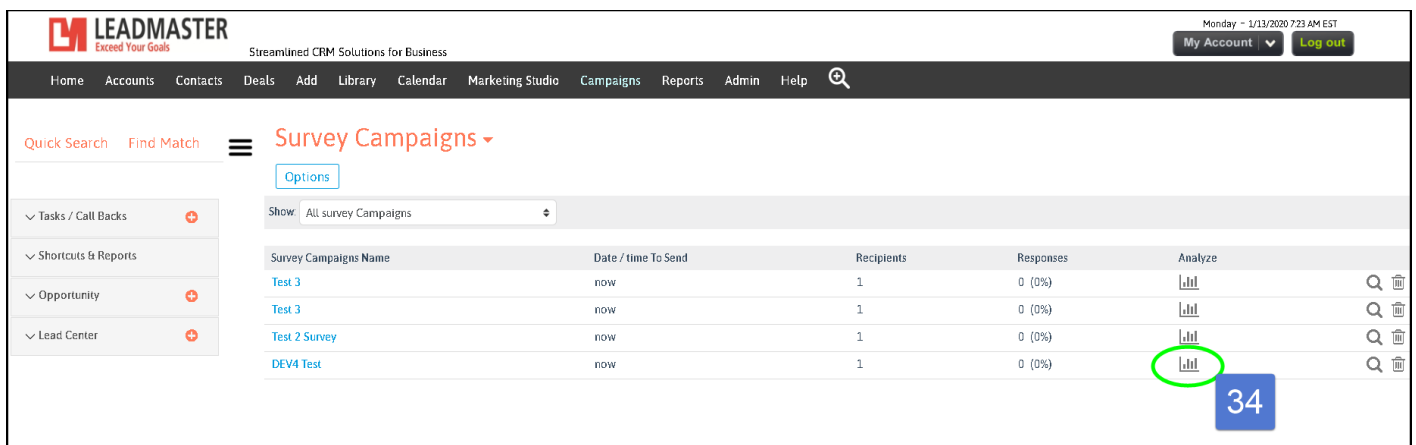 LEADMASTER
Exceed Your Goals
Streamlined CRM Solutions for Business
Monday - 1/13/2020 7:23 AM EST
My Account Log out
Home Accounts Contacts Deals Add Library Calendar Marketing Studio Campaigns Reports Admin Help
Quick Search Find Match
Survey Campaigns
Options
Tasks / Call Backs
Shortcuts & Reports
Opportunity
Lead Center
Show: All survey Campaigns
Survey Campaigns Name Date / time To Send Recipients Responses Analyze
Test 3 now 1 0 (0%)
Test 3 now 1 0 (0%)
Test 2 Survey now 1 0 (0%)
DEV4 Test now 1 0 (0%)
34